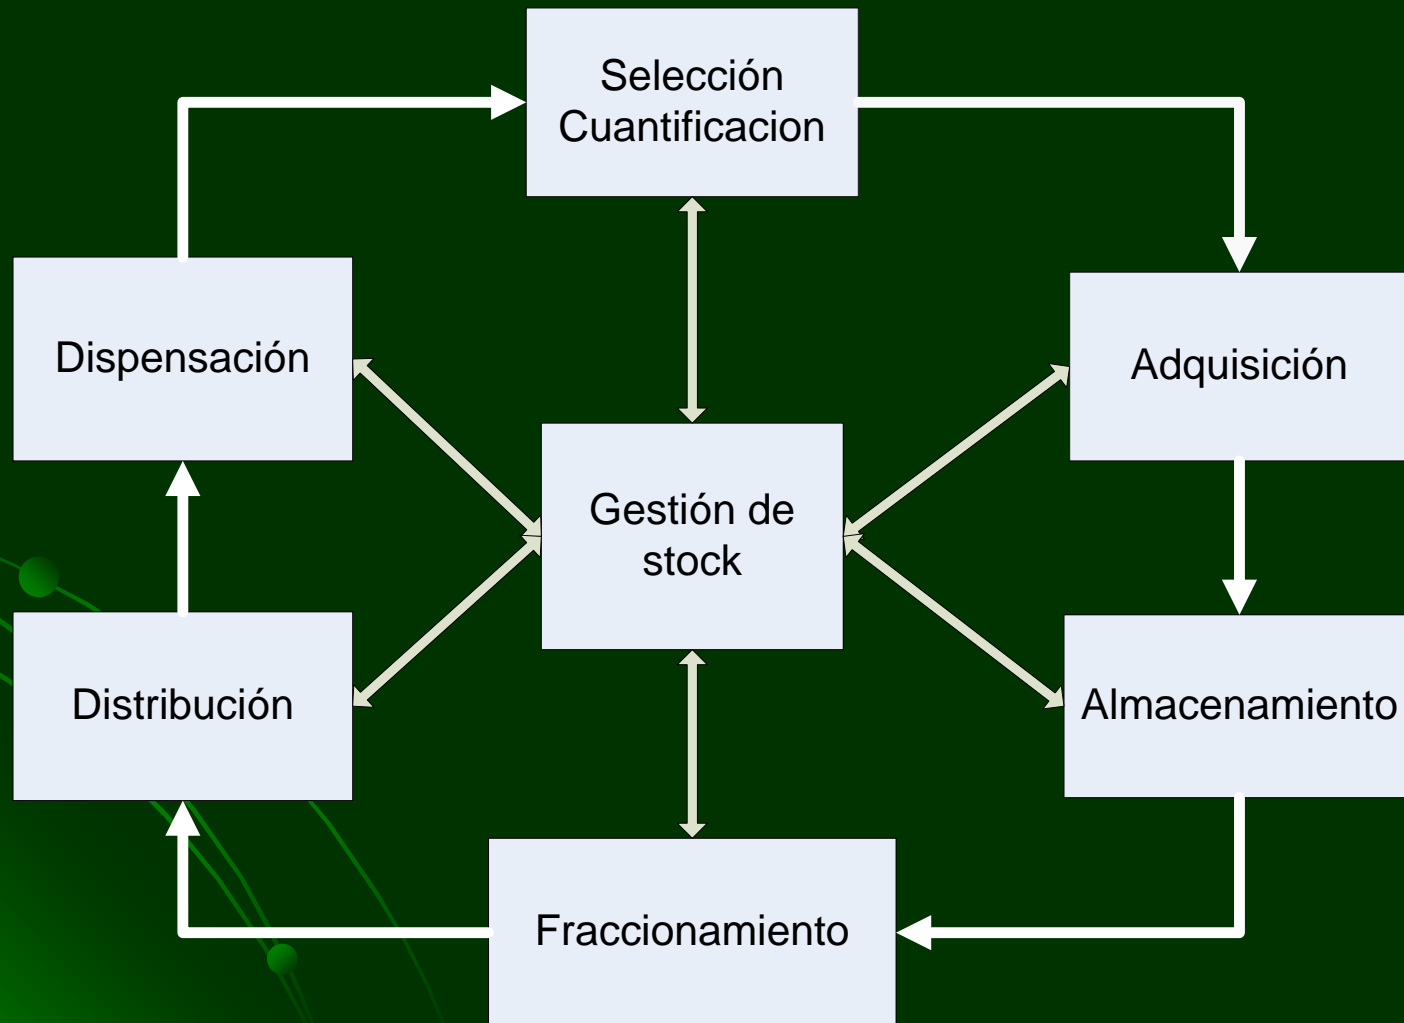 Selección
Cuantificacion
Dispensación
Adquisición
Gestión de
stock
Distribución
Almacenamiento
Fraccionamiento